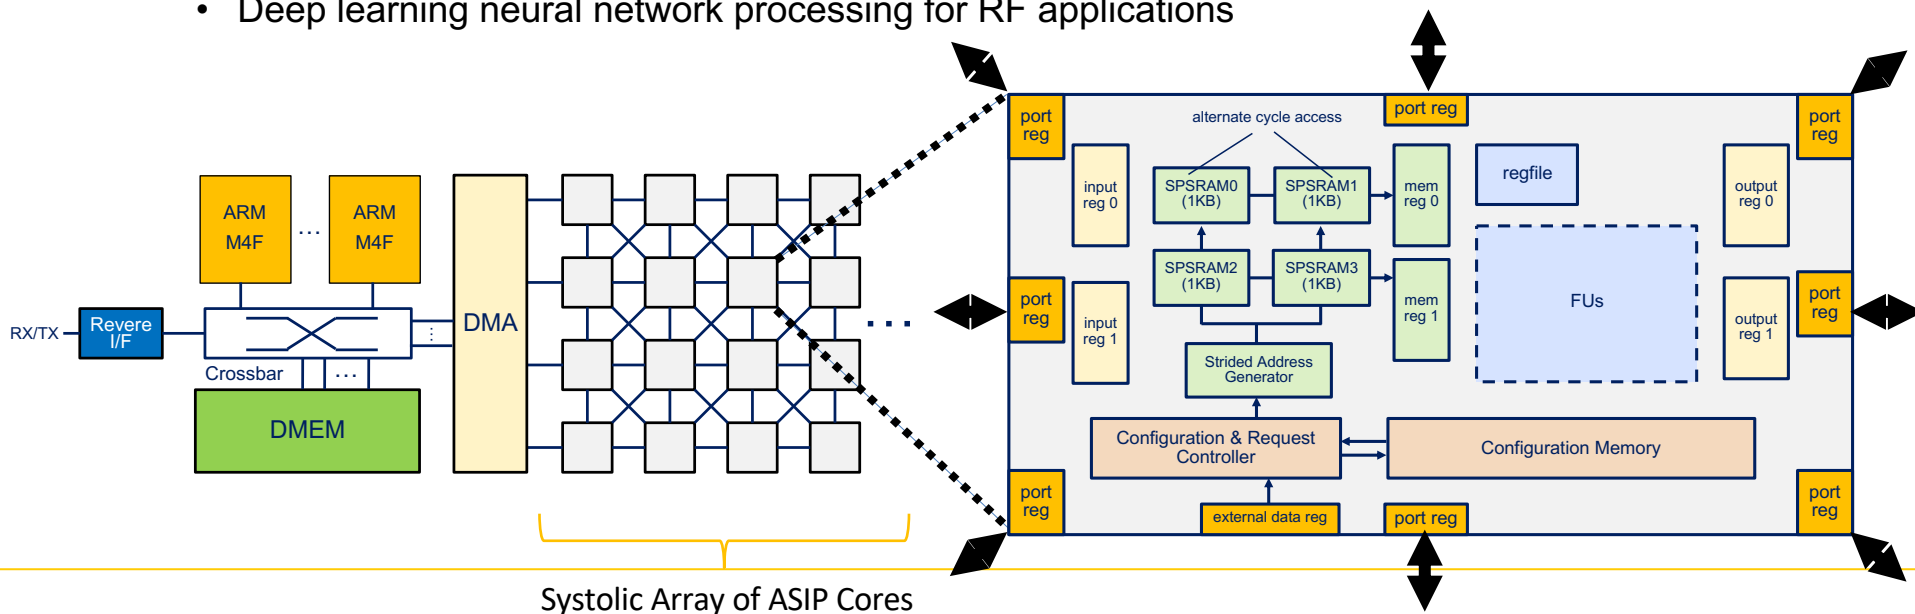 • Deep learning neural network processing for RF applications
RX/TX
Revere
I/F
ARM
M4F
...
ARM
M4F
Crossbar
...
DMEM
DMA
...
Systolic Array of ASIP Cores
port
reg
port reg
port
reg
alternate cycle access
input
reg 0
SPSRAM0
(1KB)
SPSRAM1
(1KB)
mem
reg 0
regfile
output
reg 0
port
reg
input
reg 1
SPSRAM2
(1KB)
SPSRAM3
(1KB)
mem
reg 1
FUs
output
reg 1
port
reg
Strided Address
Generator
Configuration & Request
Controller
Configuration Memory
port
reg
external data reg
port reg
port
reg